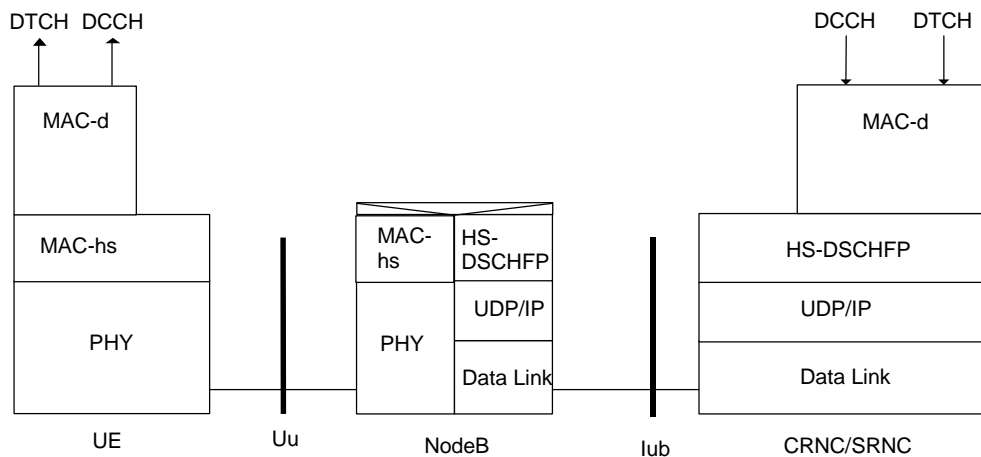 DTCH DCCH DCCH DTCH
MAC-d MAC-d
MAC-hs
MAC-
hs
HS-
DSCHFP
HS-DSCHFP
PHY
PHY
UDP/IP
UDP/IP
Data Link
Data Link
UE Uu NodeB Iub CRNC/SRNC